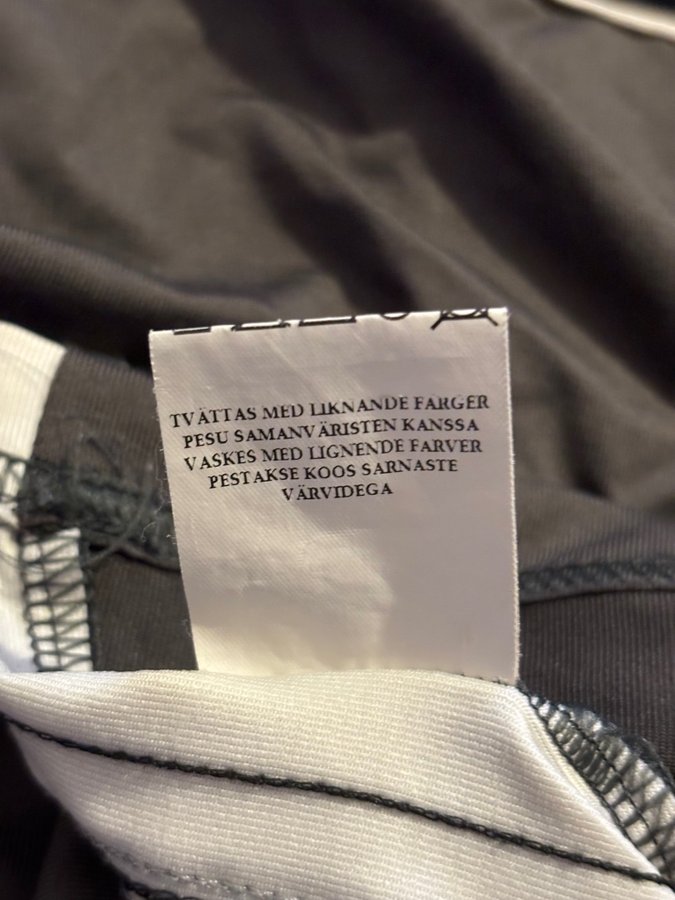 TVÄTTAS MED LIKNANDE FARGER
PESU SAMANVÄRISTEN KANSSA
VASKES MED LIGNENDE FARVER
PESTAKSE KOOS SARNASTE
VÄRVIDEGA